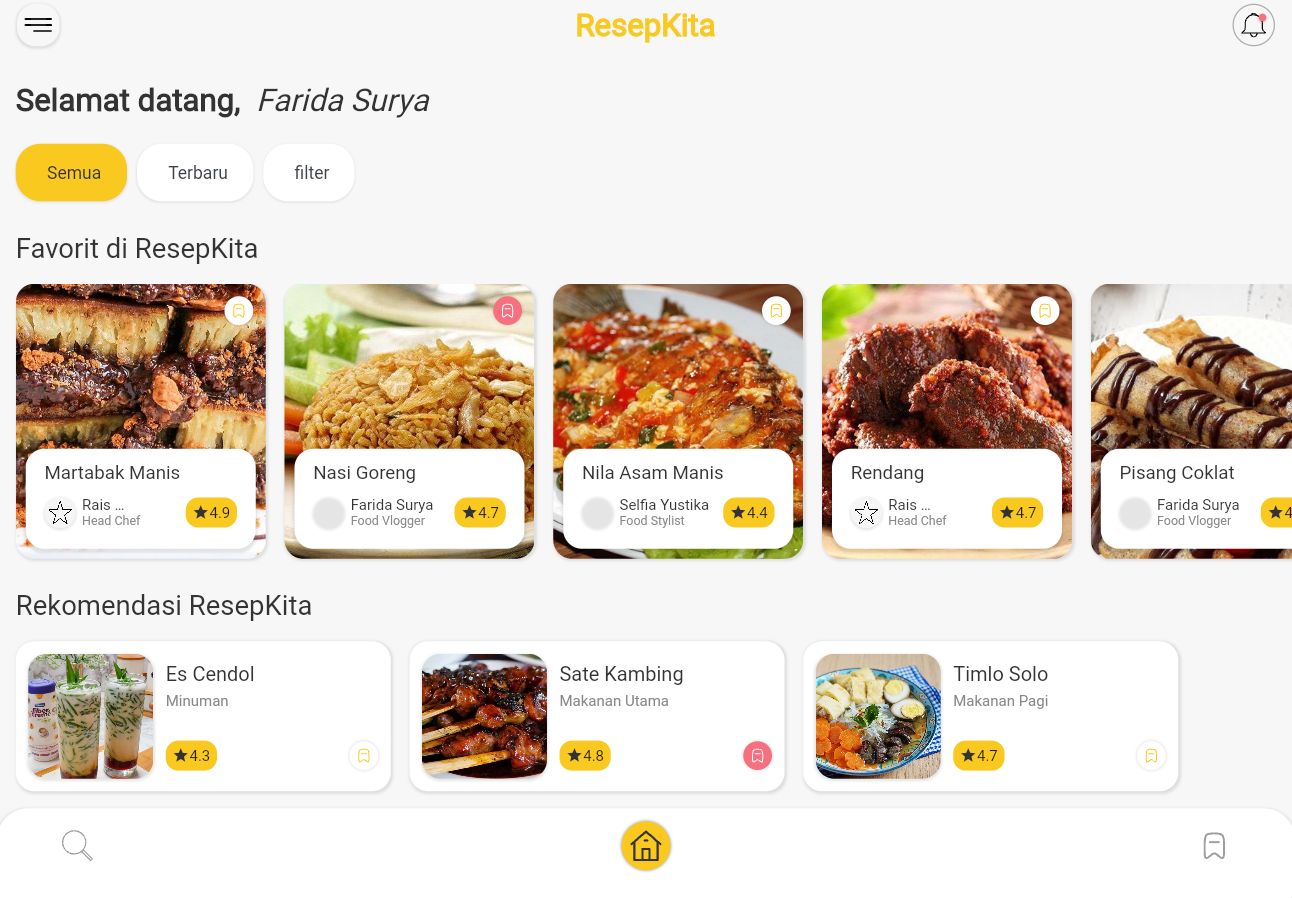 ResepKita
Selamat datang, Farida Surya
Semua
Terbaru
filter
Favorit di ResepKita
Martabak Manis
Rais ...
Head Chef
4.9
Nasi Goreng
Farida Surya
Food Vlogger
4.7
Nila Asam Manis
Selfia Yustika
Food Stylist
4.4
Rendang
Rais ...
Head Chef
4.7
Pisang Coklat
Farida Surya
Food Vlogger
4
Rekomendasi ResepKita
Es Cendol
Minuman
4.3
Sate Kambing
Makanan Utama
4.8
Timlo Solo
Makanan Pagi
4.7